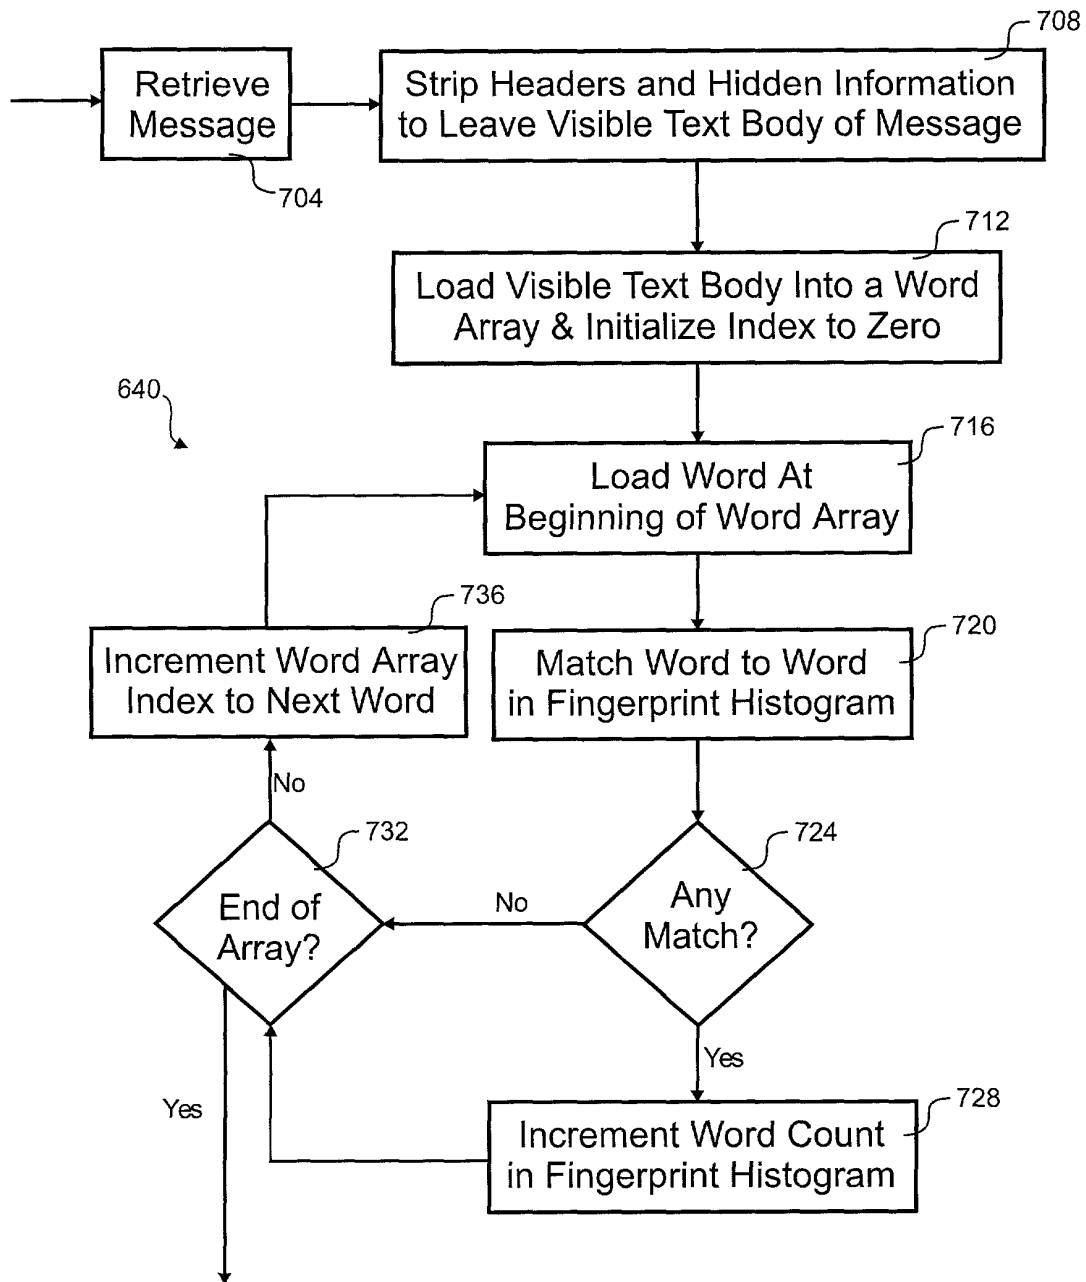 708
Retrieve
Message
704
Strip Headers and Hidden Information
to Leave Visible Text Body of Message
712
Load Visible Text Body Into a Word
Array & Initialize Index to Zero
640
716
Load Word At
Beginning of Word Array
736
Increment Word Array
Index to Next Word
720
Match Word to Word
in Fingerprint Histogram
No
732
End of
Array?
No
724
Any
Match?
Yes
Yes
728
Increment Word Count
in Fingerprint Histogram